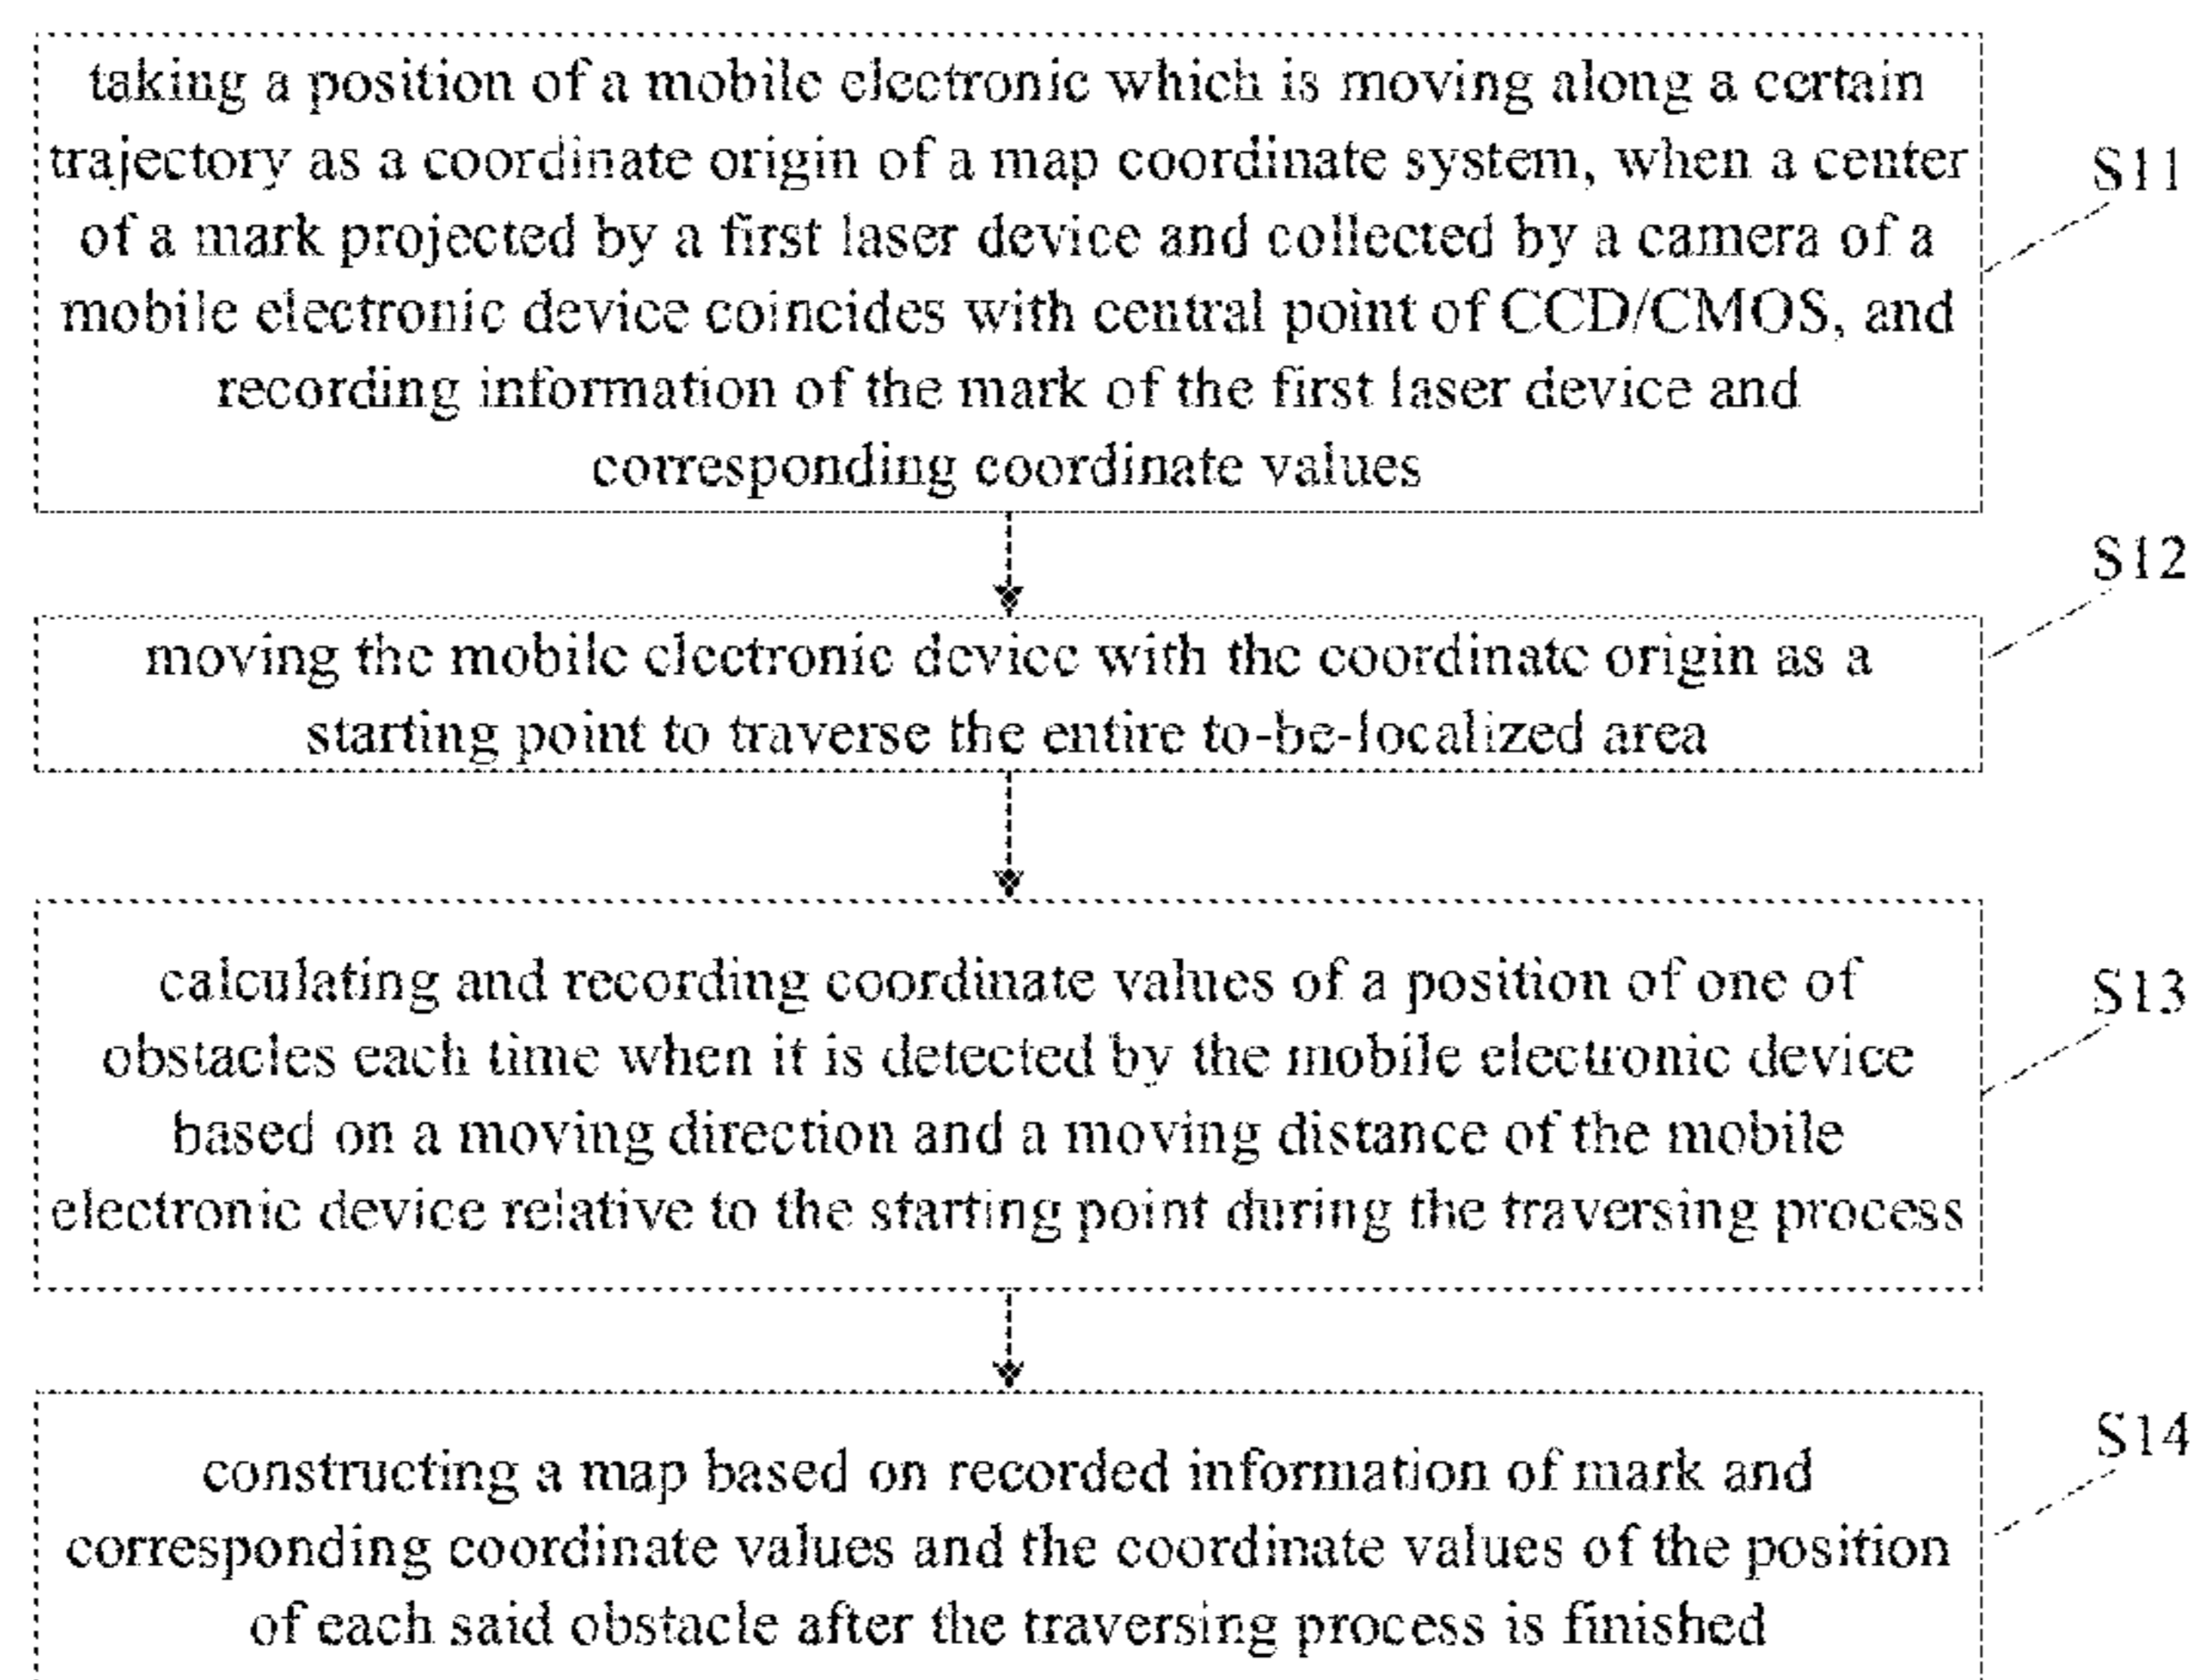 taking a position of a mobile electronic which is moving along a certain
trajectory as a coordinate origin of a map coordinate system, when a center
of a mark projected by a first laser device and collected by a camera of a
mobile electronic device coincides with central point of CCD/CMOS, and
recording information of the mark of the first laser device and
corresponding coordinate values
S11
S12
moving the mobile electronic device with the coordinate origin as a
starting point to traverse the entire to-be-localized area
calculating and recording coordinate values of a position of one of
obstacles each time when it is detected by the mobile electronic device
based on a moving direction and a moving distance of the mobile
electronic device relative to the starting point during the traversing process
S13
constructing a map based on recorded information of mark and
corresponding coordinate values and the coordinate values of the position
of each said obstacle after the traversing process is finished
S14